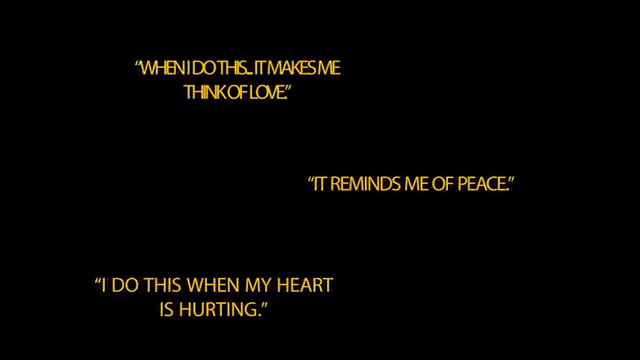 “WHEN I DO THIS... IT MAKES ME
THINK OF LOVE.”
“IT REMINDS ME OF PEACE.”
“I DO THIS WHEN MY HEART
IS HURTING.”